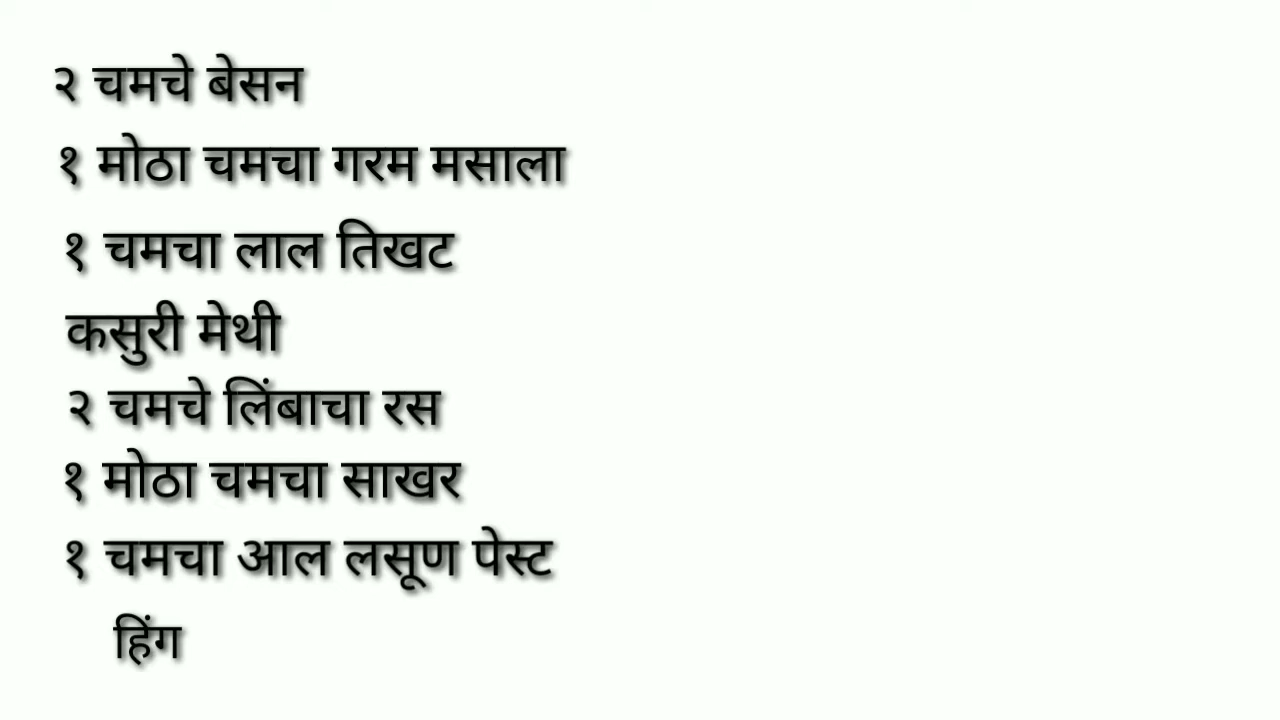 २ चमचे बेसन
१ मोठा चमचा गरम मसाला
१ चमचा लाल तिखट
कसुरी मेथी
२ चमचे लिंबाचा रस
१ मोठा चमचा साखर
१ चमचा आल लसूण पेस्ट
हिंग